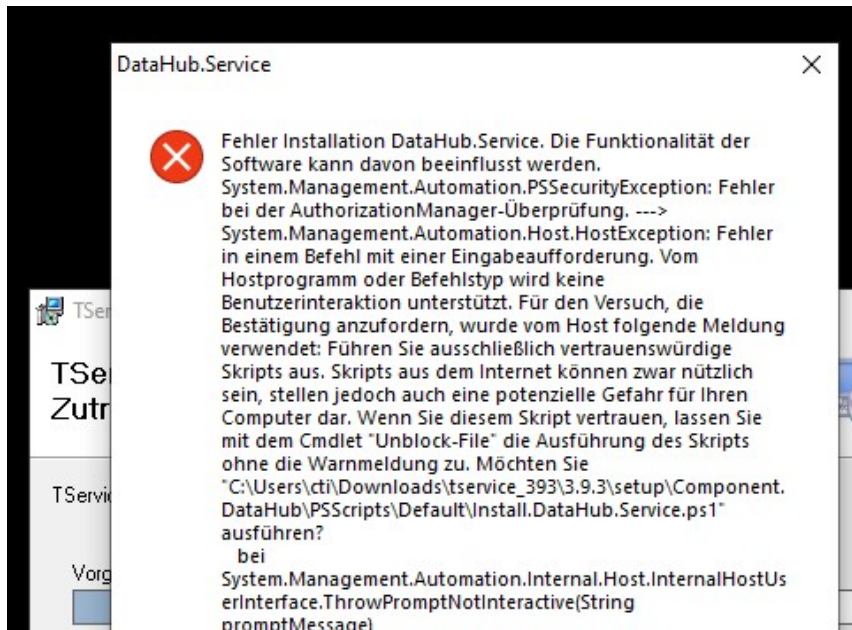 DataHub.Service
Fehler Installation DataHub.Service. Die Funktionalität der
Software kann davon beeinflusst werden.
System.Management.Automation.PSSecurityException: Fehler
bei der AuthorizationManager-Überprüfung. --->
System.Management.Automation.Host.HostException: Fehler
in einem Befehl mit einer Eingabeaufforderung. Vom
Hostprogramm oder Befehlstyp wird keine
Benutzerinteraktion unterstützt. Für den Versuch, die
Bestätigung anzufordern, wurde vom Host folgende Meldung
verwendet: Führen Sie ausschließlich vertrauenswürdige
Skripts aus. Skripts aus dem Internet können zwar nützlich
sein, stellen jedoch auch eine potenzielle Gefahr für Ihren
Computer dar. Wenn Sie diesem Skript vertrauen, lassen Sie
mit dem Cmdlet "Unblock-File" die Ausführung des Skripts
ohne die Warnmeldung zu. Möchten Sie
"C:\Users\cti\Downloads\tservice_393\3.9.3\setup\Component.
DataHub\PSScripts\Default\Install.DataHub.Service.ps1"
ausführen?
bei
System.Management.Automation.Internal.Host.InternalHostUs
erInterface.ThrowPromptNotInteractive(String
promptMessage)
TSer
TSe
Zutr
TServi
Vorg